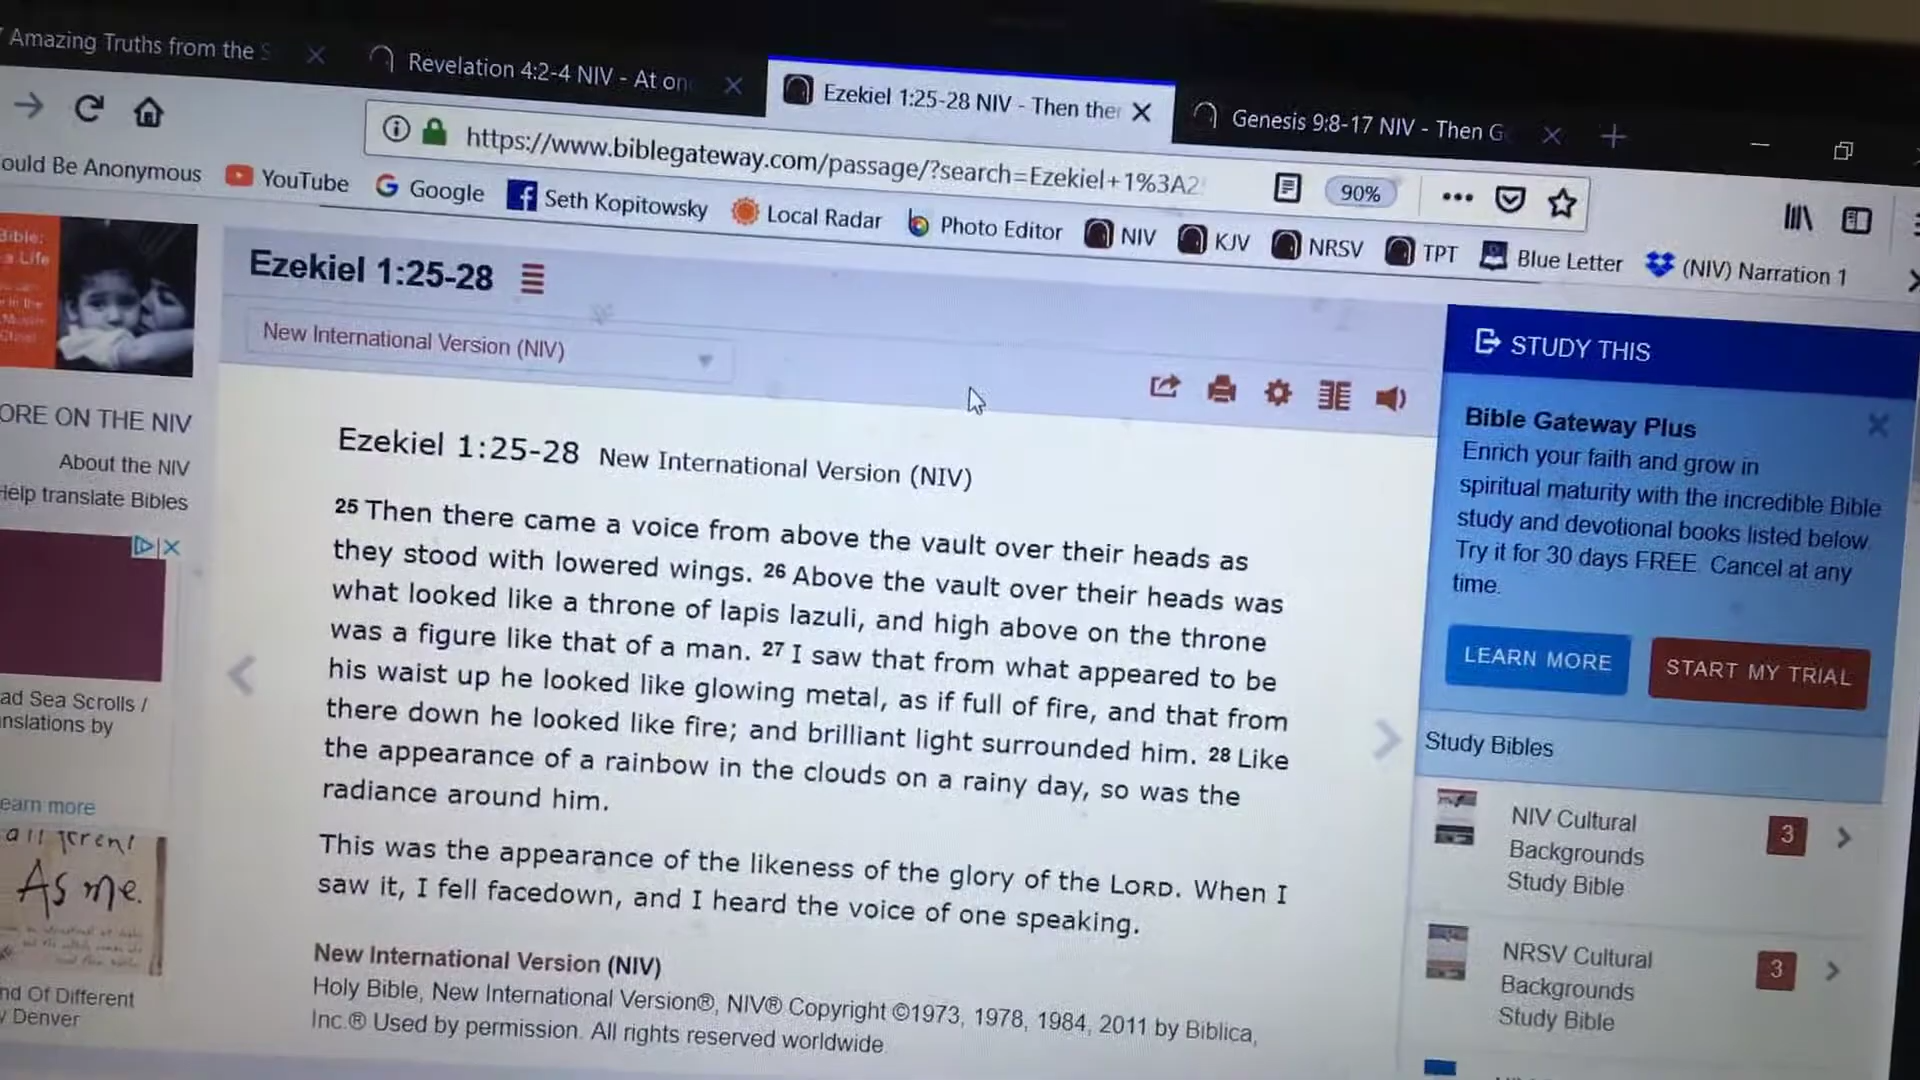 Amazing Truths from the S
Revelation 4:2-4 NIV - At on
Ezekiel 1:25-28 NIV - Then the
Genesis 9:8-17 NIV - Then G
https://www.biblegateway.com/passage/?search=Ezekiel+1%3A2
90%
ould Be Anonymous
YouTube
Google
Seth Kopitowsky
Local Radar
Photo Editor
NIV
KJV
NRSV
TPT
Blue Letter
(NIV) Narration 1
Bible:
a Life
in the
ORE ON THE NIV
About the NIV
Help translate Bibles
ad Sea Scrolls /
nslations by
earn more
As me.
nd Of Different
y Denver
Ezekiel 1:25-28
New International Version (NIV)
Ezekiel 1:25-28 New International Version (NIV)
25 Then there came a voice from above the vault over their heads as
they stood with lowered wings. 26 Above the vault over their heads was
what looked like a throne of lapis lazuli, and high above on the throne
was a figure like that of a man. 27 I saw that from what appeared to be
his waist up he looked like glowing metal, as if full of fire, and that from
there down he looked like fire; and brilliant light surrounded him. 28 Like
the appearance of a rainbow in the clouds on a rainy day, so was the
radiance around him.
This was the appearance of the likeness of the glory of the LORD. When I
saw it, I fell facedown, and I heard the voice of one speaking.
New International Version (NIV)
Holy Bible, New International Version®, NIV® Copyright ©1973, 1978, 1984, 2011 by Biblica,
Inc.® Used by permission. All rights reserved worldwide
STUDY THIS
Bible Gateway Plus
Enrich your faith and grow in
spiritual maturity with the incredible Bible
study and devotional books listed below.
Try it for 30 days FREE. Cancel at any
time.
LEARN MORE
START MY TRIAL
Study Bibles
NIV Cultural
Backgrounds
Study Bible
3
NRSV Cultural
Backgrounds
Study Bible
3